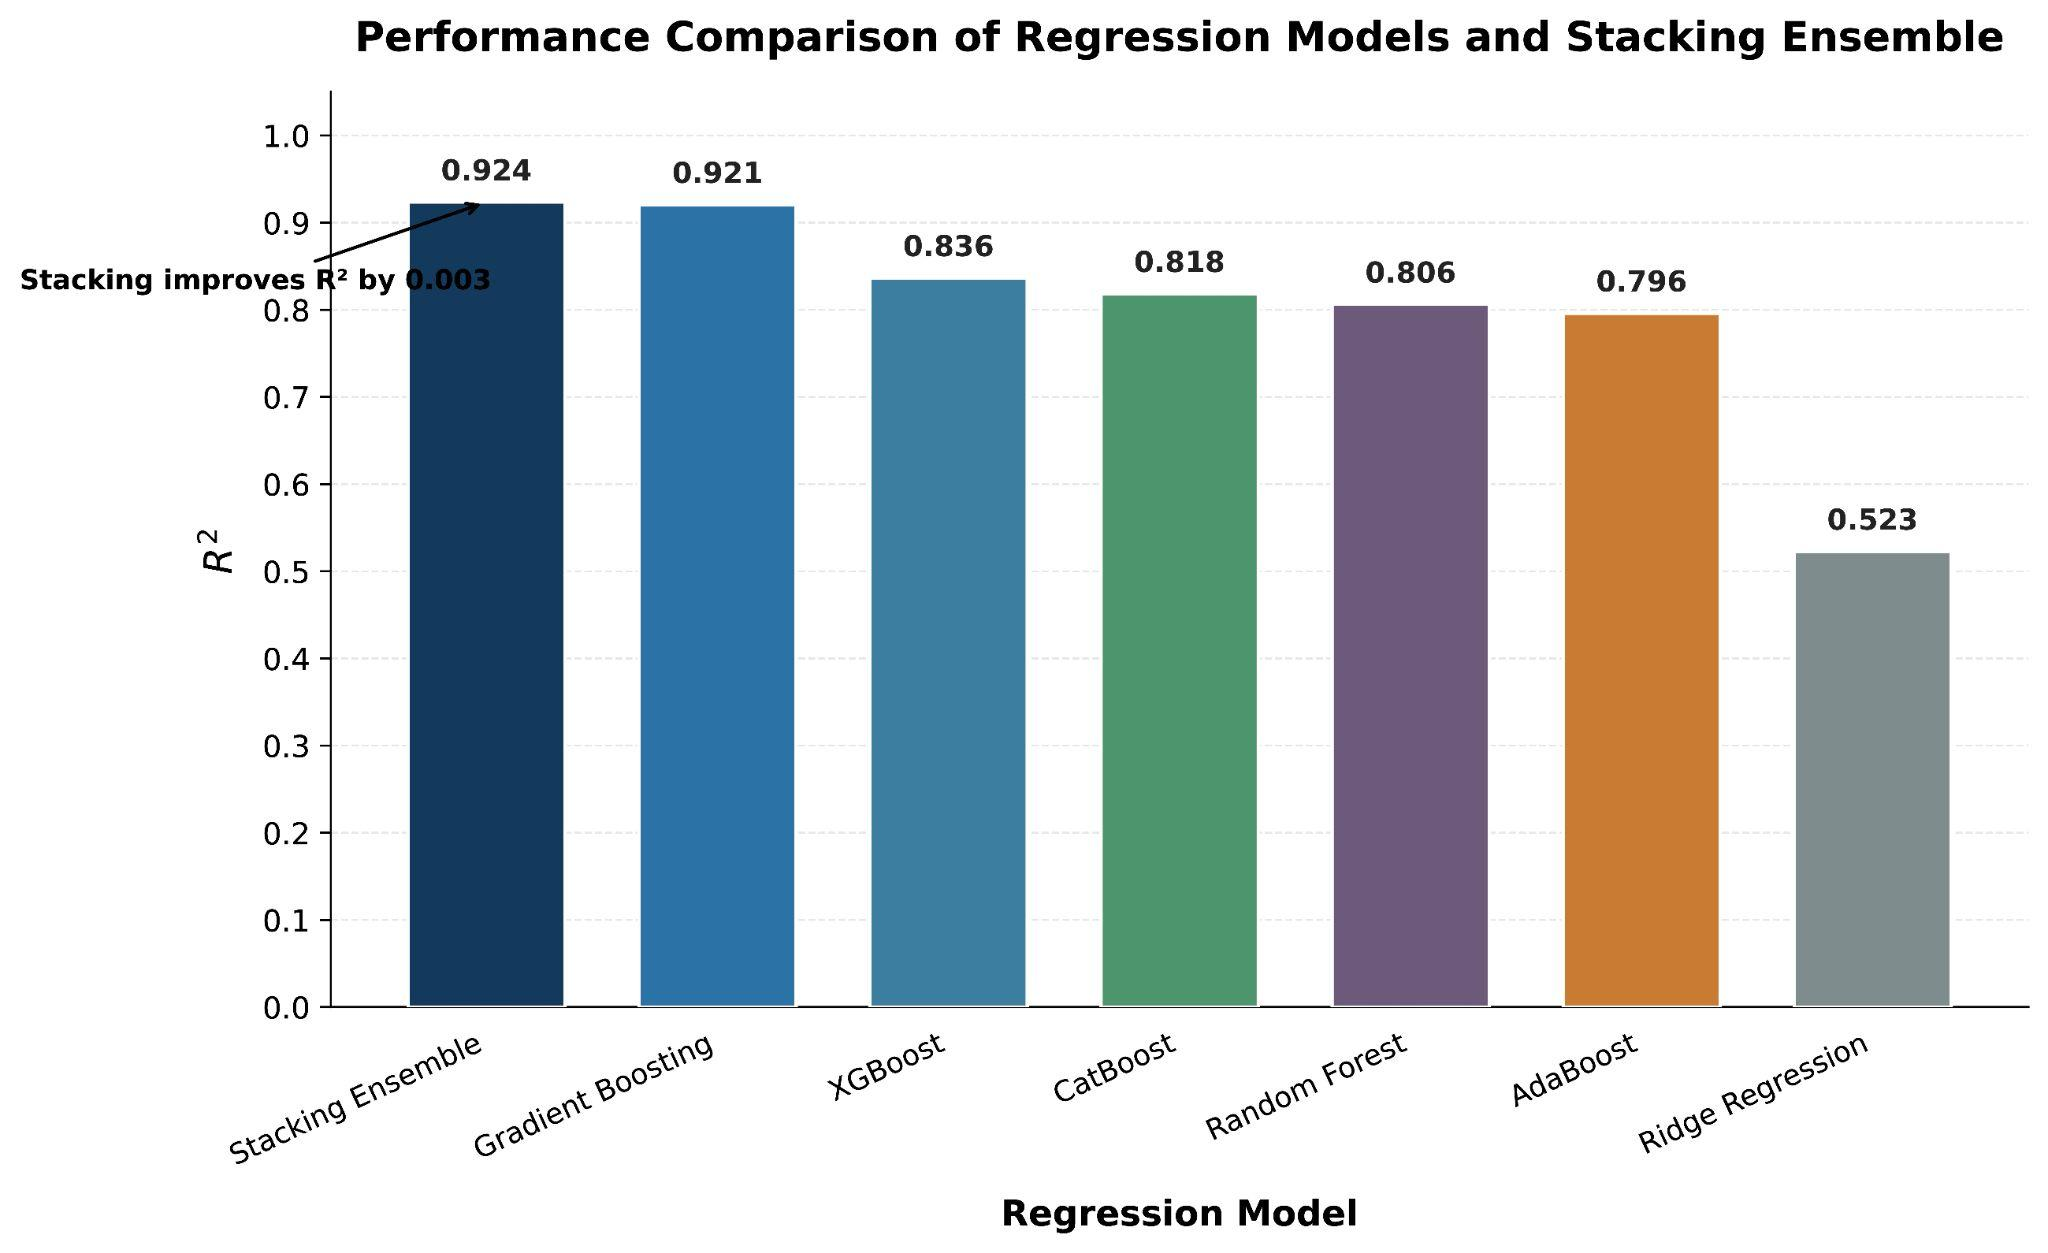 Performance Comparison of Regression Models and Stacking Ensemble
1.0
0.9
0.8
0.7
0.6
0.5
0.4
0.3
0.2
0.1
0.0
R²
0.924
0.921
0.836
0.818
0.806
0.796
0.523
Stacking improves R² by 0.003
Stacking Ensemble
Gradient Boosting
XGBoost
CatBoost
Random Forest
AdaBoost
Ridge Regression
Regression Model